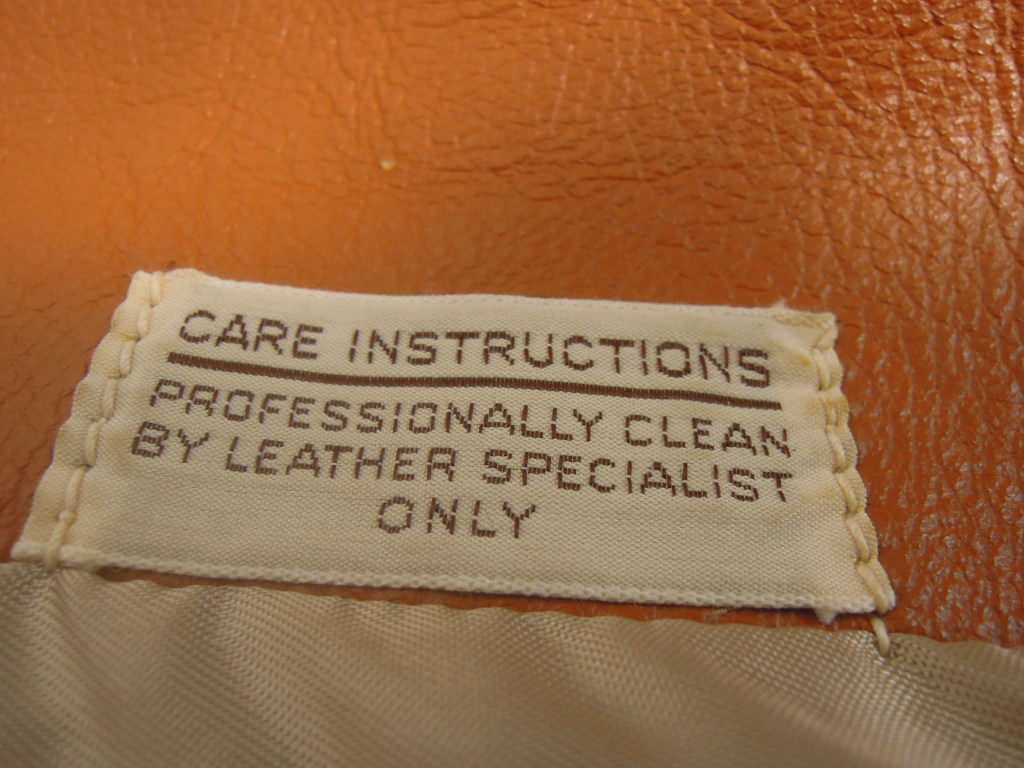 CARE INSTRUCTIONS
PROFESSIONALLY CLEAN
BY LEATHER SPECIALIST
ONLY